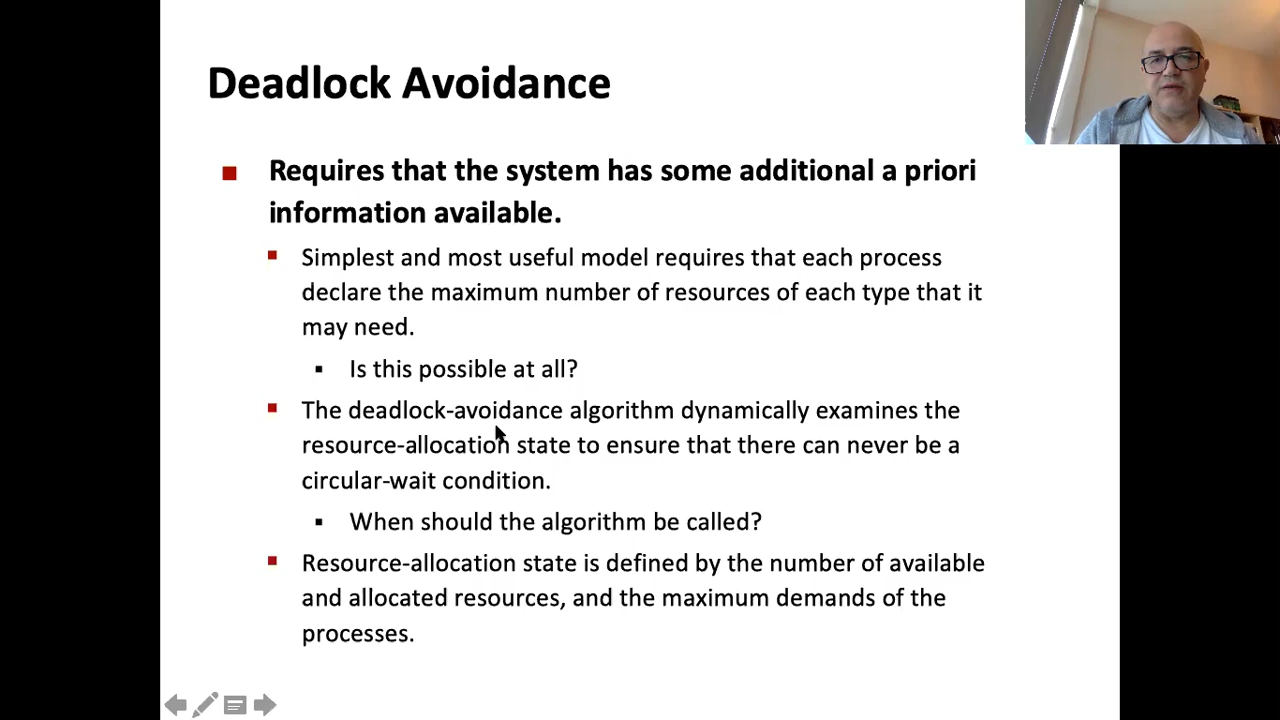 Deadlock Avoidance
Requires that the system has some additional a priori
information available.
Simplest and most useful model requires that each process
declare the maximum number of resources of each type that it
may need.
Is this possible at all?
The deadlock-avoidance algorithm dynamically examines the
resource-allocation state to ensure that there can never be a
circular-wait condition.
When should the algorithm be called?
Resource-allocation state is defined by the number of available
and allocated resources, and the maximum demands of the
processes.